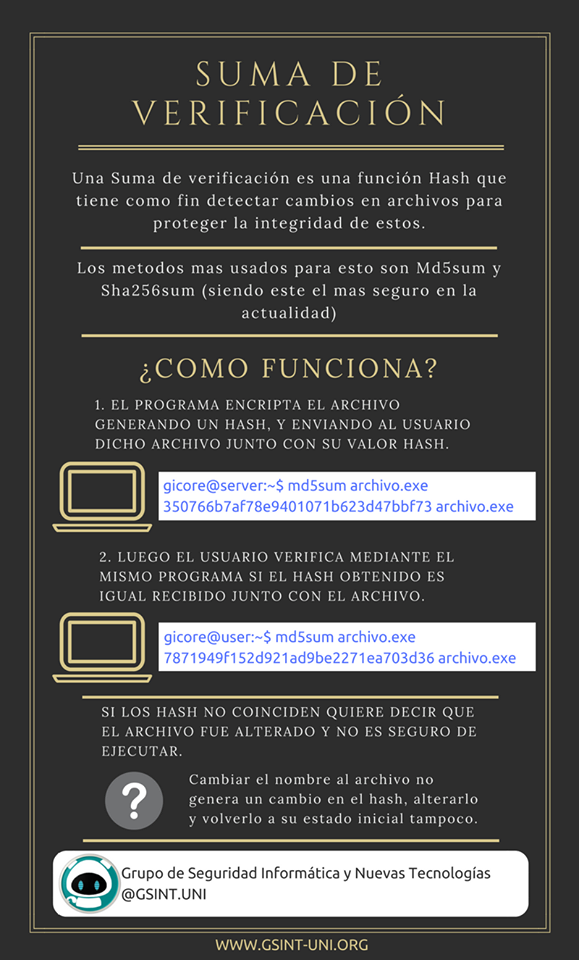 SUMA DE
VERIFICACIÓN
Una Suma de verificación es una función Hash que
tiene como fin detectar cambios en archivos para
proteger la integridad de estos.
Los metodos mas usados para esto son Md5sum y
Sha256sum (siendo este el mas seguro en la
actualidad)
¿COMO FUNCIONA?
1. EL PROGRAMA ENCRIPTA EL ARCHIVO
GENERANDO UN HASH, Y ENVIANDO AL USUARIO
DICHO ARCHIVO JUNTO CON SU VALOR HASH.
gicore@server:~$ md5sum archivo.exe
350766b7af78e9401071b623d47bbf73 archivo.exe
2. LUEGO EL USUARIO VERIFICA MEDIANTE EL
MISMO PROGRAMA SI EL HASH OBTENIDO ES
IGUAL RECIBIDO JUNTO CON EL ARCHIVO.
gicore@user:~$ md5sum archivo.exe
7871949f152d921ad9be2271ea703d36 archivo.exe
SI LOS HASH NO COINCIDEN QUIERE DECIR QUE
EL ARCHIVO FUE ALTERADO Y NO ES SEGURO DE
EJECUTAR.
?
Cambiar el nombre al archivo no
genera un cambio en el hash, alterarlo
y volverlo a su estado inicial tampoco.
Grupo de Seguridad Informática y Nuevas Tecnologías
@GSINT.UNI
WWW.GSINT-UNI.ORG